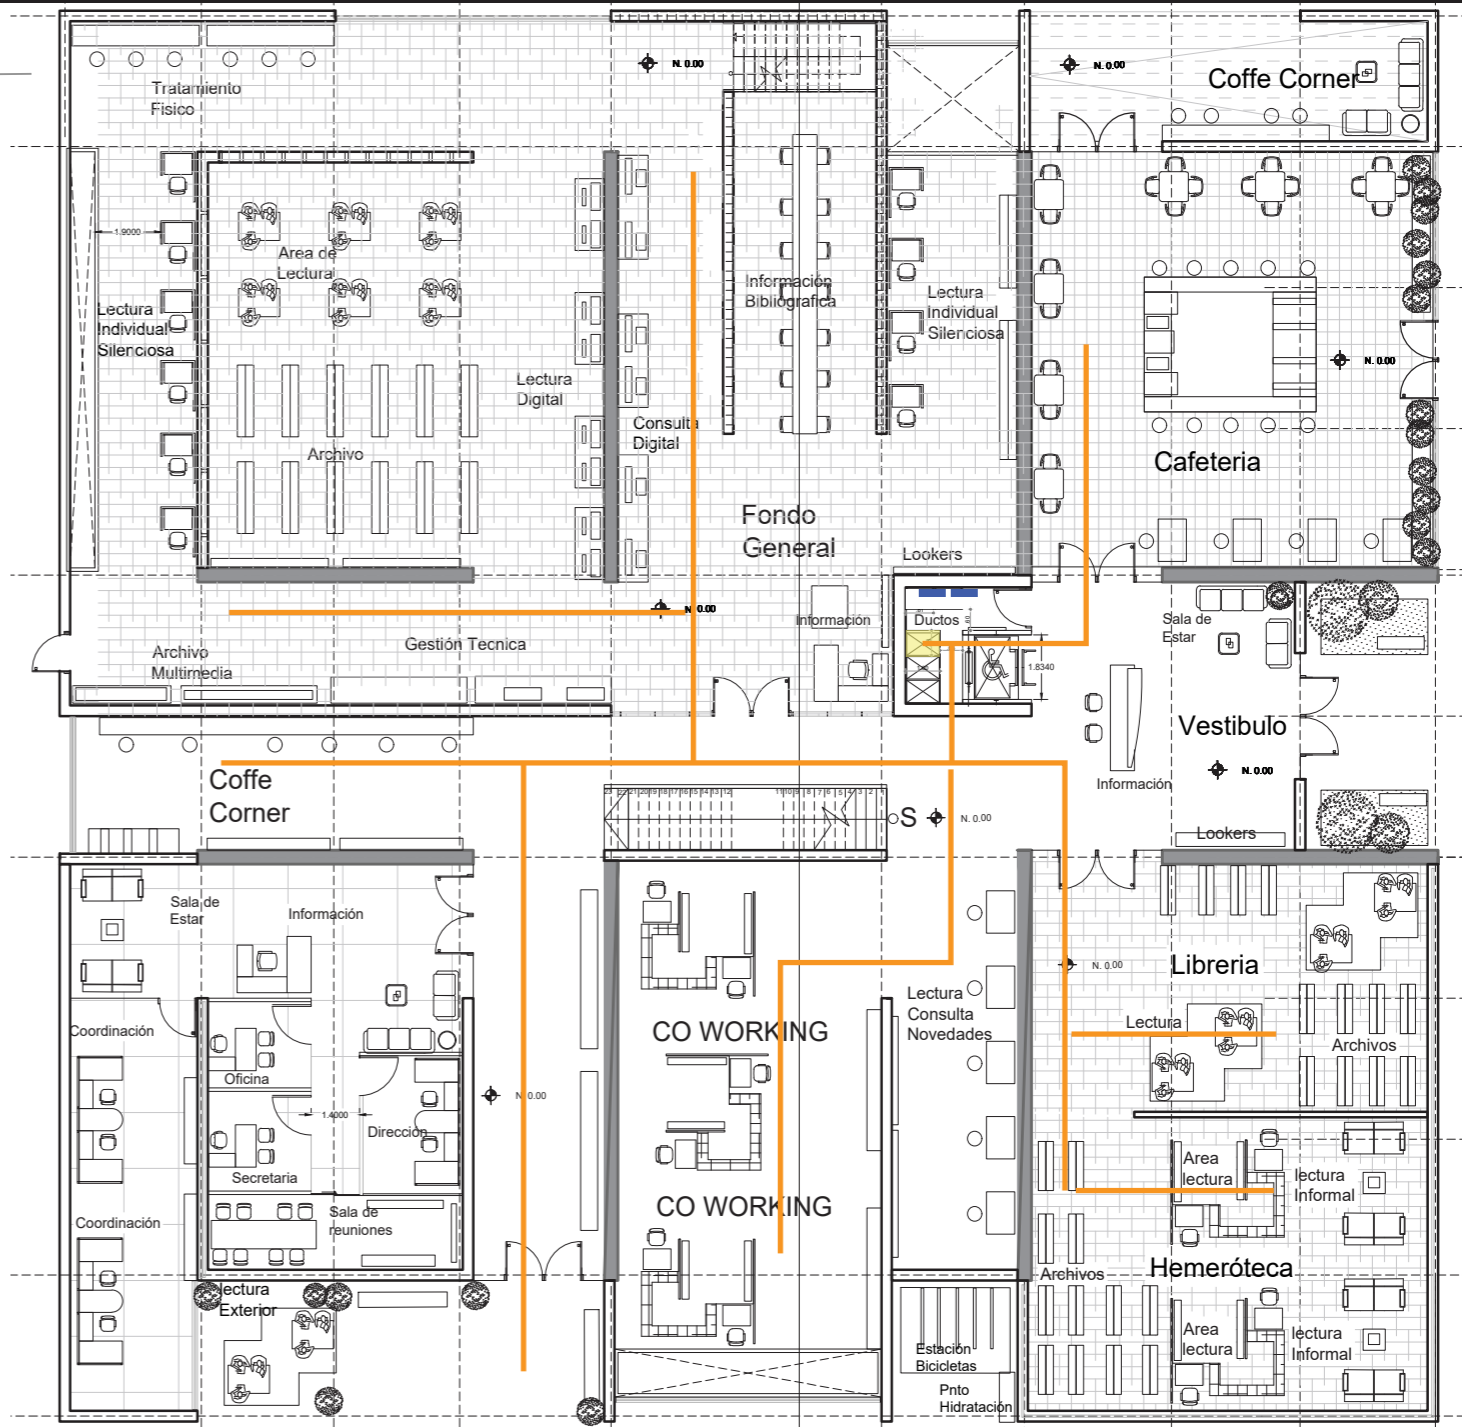 N. 0.00
N. 0.00
Coffe Corner
Tratamiento
Fisico
1.9000
Area de
Lectura
Información
Bibliografica
Lectura
Individual
Silenciosa
Lectura
Individual
Silenciosa
N. 0.00
Lectura
Digital
Consulta
Digital
Archivo
Cafeteria
Fondo
General
Lookers
N. 0.00
Información
Ductos
Sala de
Estar
Gestión Tecnica
Archivo
Multimedia
1.8340
Vestibulo
N. 0.00
Información
Coffe
Corner
S
N. 0.00
Lookers
Sala de
Estar
Información
Libreria
N. 0.00
Lectura
Consulta
Novedades
Lectura
Archivos
Coordinación
CO WORKING
Oficina
N. 0.00
1.4000
Dirección
Secretaria
Area
lectura
lectura
Informal
CO WORKING
Sala de
reuniones
Coordinación
Hemeróteca
Archivos
lectura
Exterior
Area
lectura
lectura
Informal
Estación
Bicicletas
Pnto
Hidratación